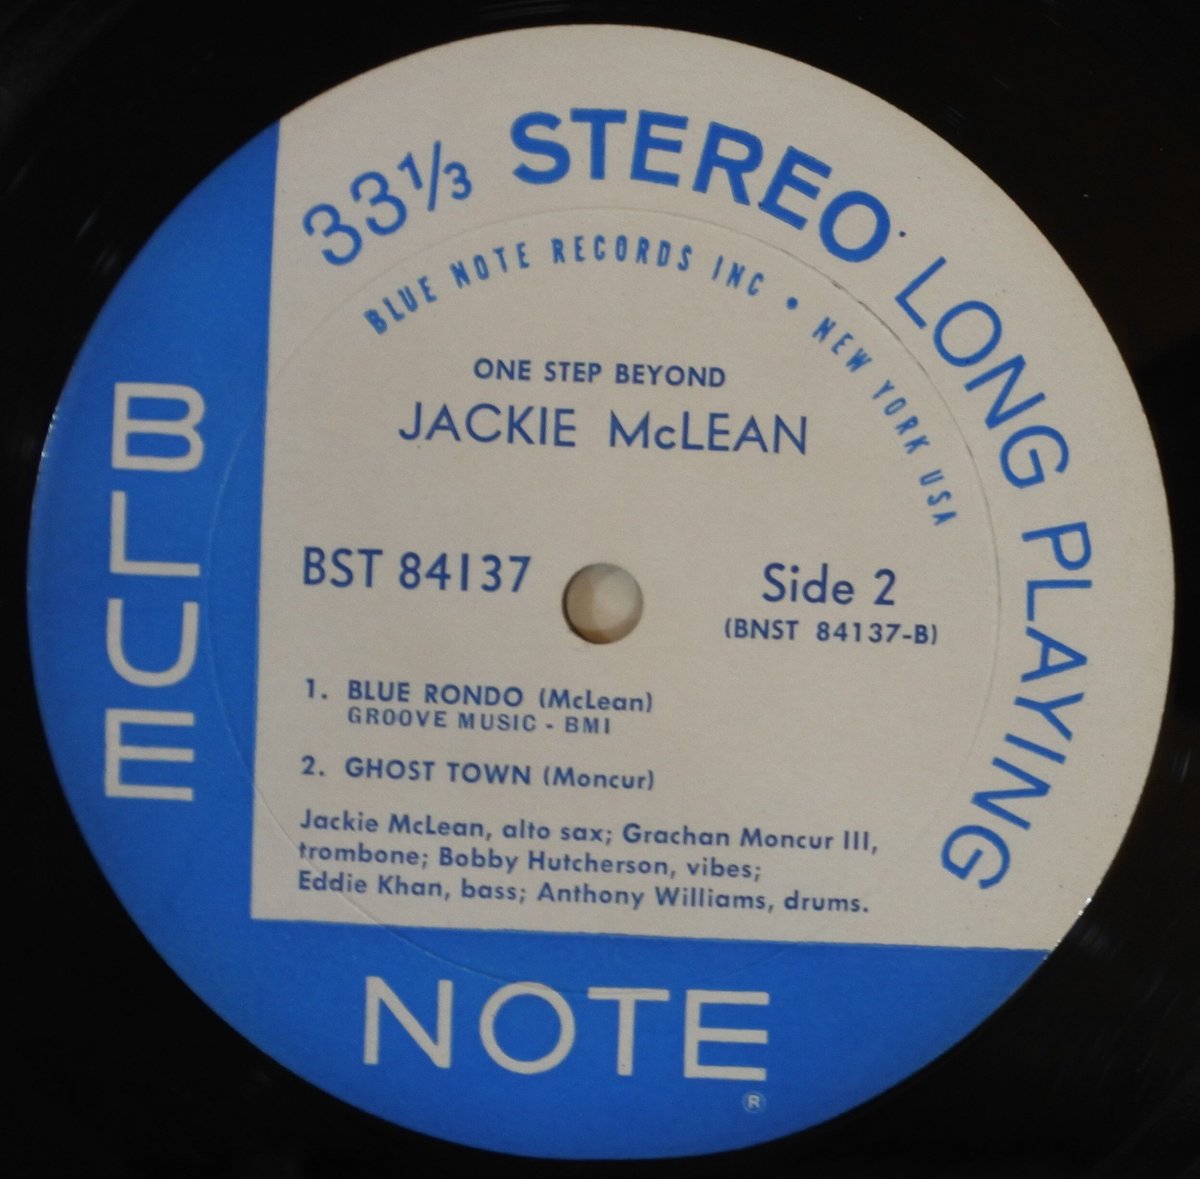 33⅓ STEREO LONG PLAYING
BLUE NOTE RECORDS INC • NEW YORK USA
ONE STEP BEYOND
JACKIE McLEAN
BST 84137
Side 2
(BNST 84137-B)
1. BLUE RONDO (McLean)
GROOVE MUSIC - BMI
2. GHOST TOWN (Moncur)
Jackie McLean, alto sax; Grachan Moncur III,
trombone; Bobby Hutcherson, vibes;
Eddie Khan, bass; Anthony Williams, drums.
BLUE
NOTE
®